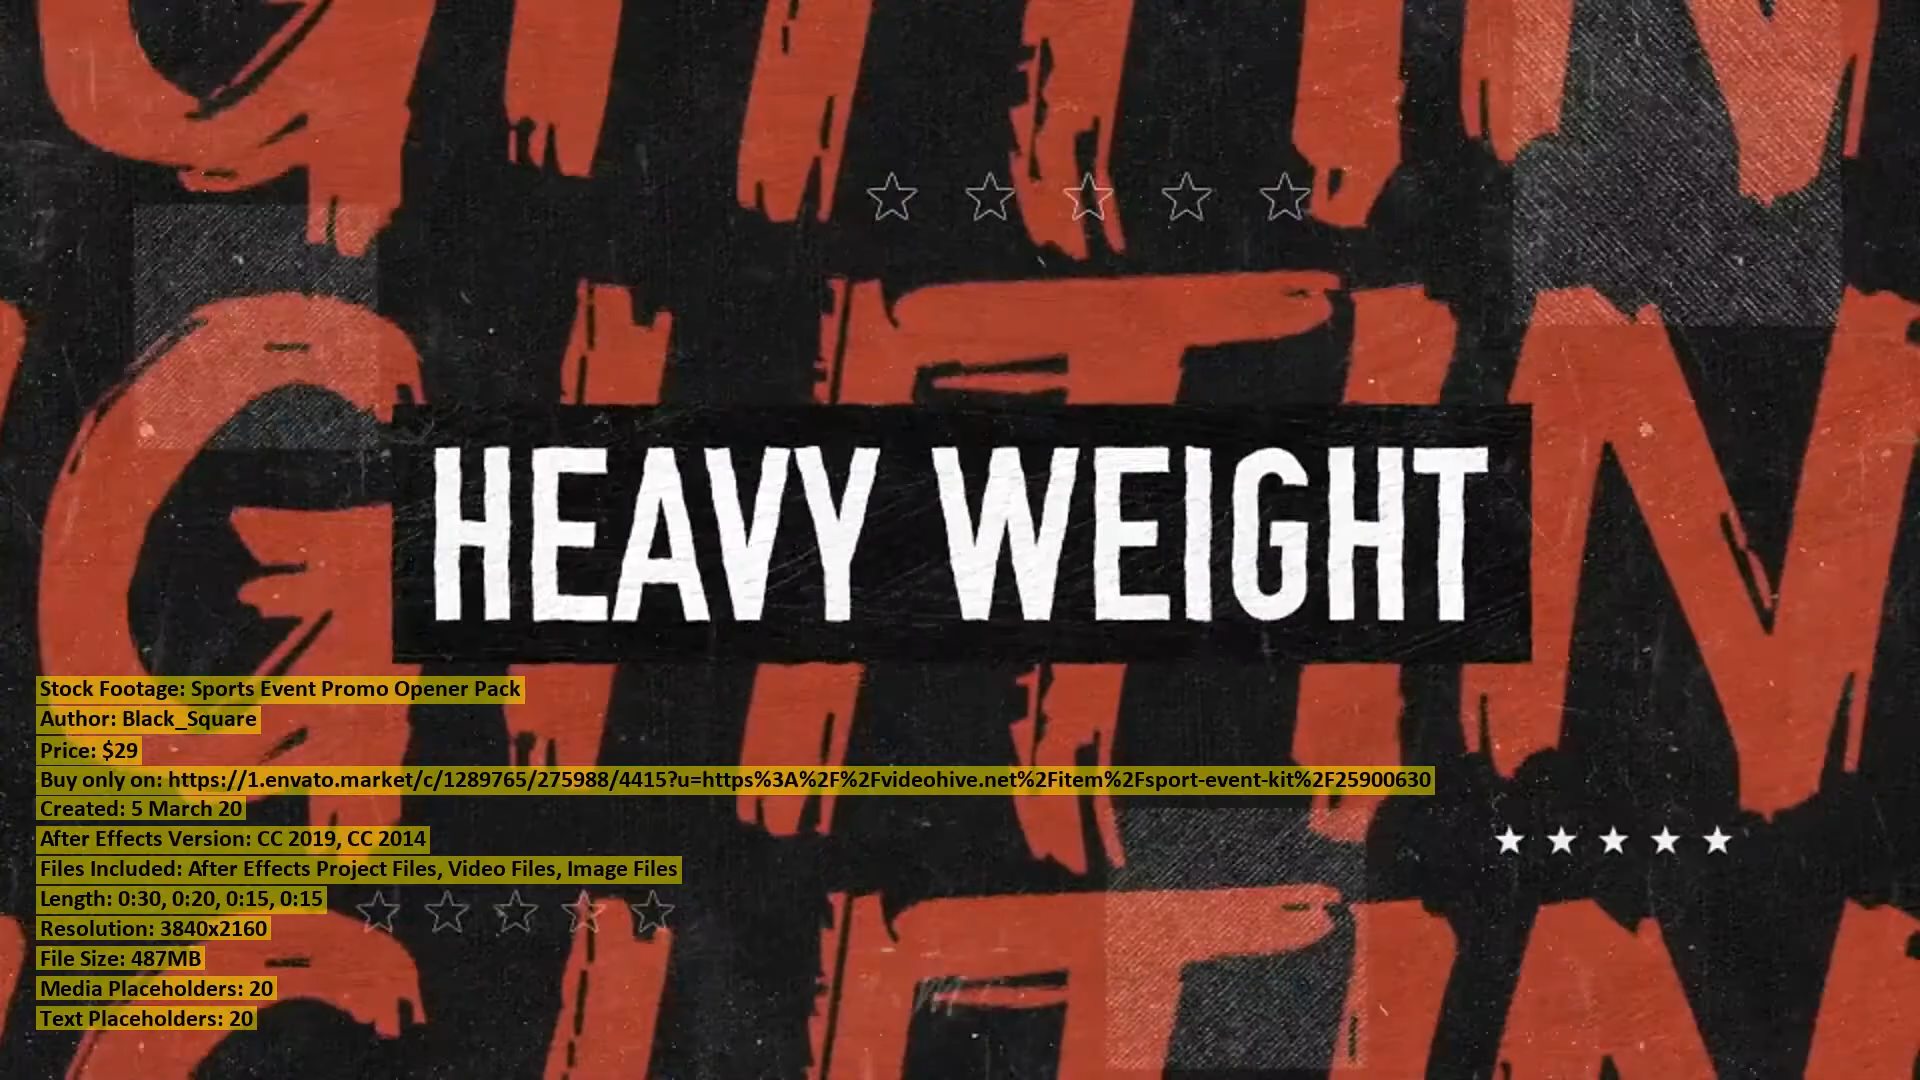 HEAVY WEIGHT
Stock Footage: Sports Event Promo Opener Pack
Author: Black_Square
Price: $29
Buy only on: https://1.envato.market/c/1289765/275988/4415?u=https%3A%2F%2Fvideohive.net%2Fitem%2Fsport-event-kit%2F25900630
Created: 5 March 20
After Effects Version: CC 2019, CC 2014
Files Included: After Effects Project Files, Video Files, Image Files
Length: 0:30, 0:20, 0:15, 0:15
Resolution: 3840x2160
File Size: 487MB
Media Placeholders: 20
Text Placeholders: 20